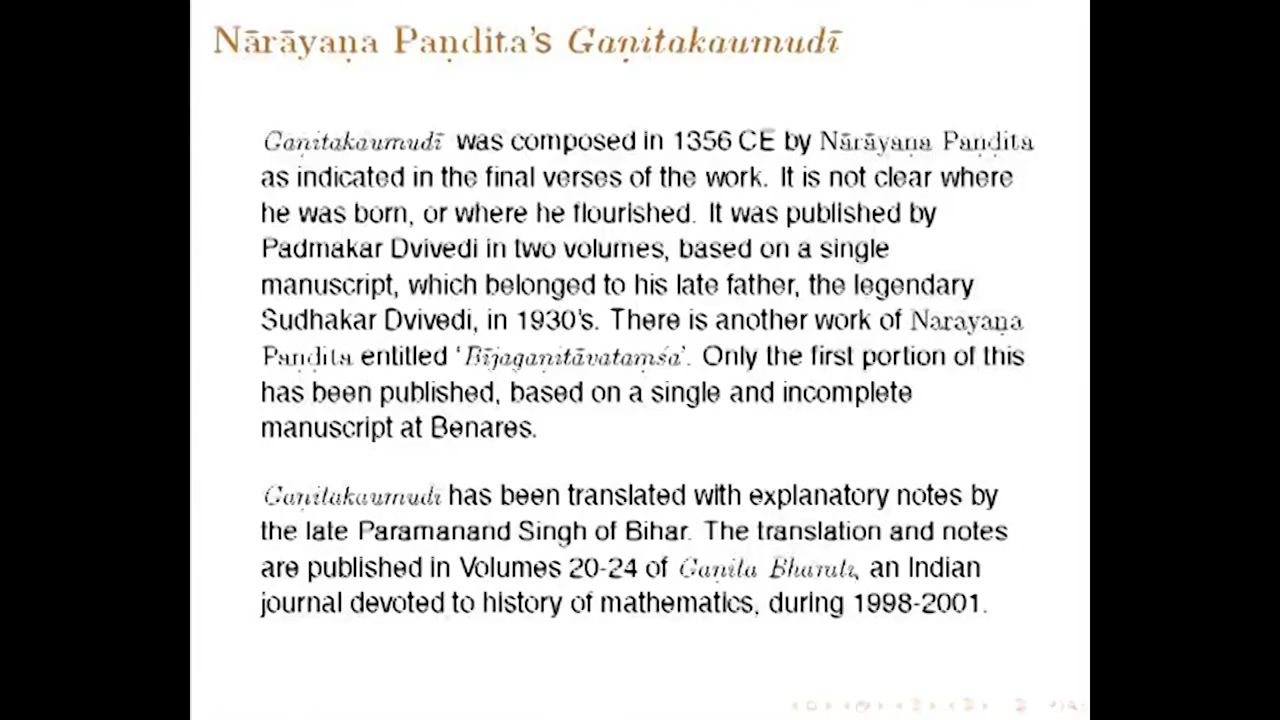 Nārāyaṇa Paṇḍita's Gaṇitakaumudī
Gaṇitakaumudī was composed in 1356 CE by Nārāyaṇa Paṇḍita
as indicated in the final verses of the work. It is not clear where
he was born, or where he flourished. It was published by
Padmakar Dvivedi in two volumes, based on a single
manuscript, which belonged to his late father, the legendary
Sudhakar Dvivedi, in 1930's. There is another work of Nārāyaṇa
Paṇḍita entitled 'Bījagaṇitāvataṃśa'. Only the first portion of this
has been published, based on a single and incomplete
manuscript at Benares.
Gaṇitakaumudī has been translated with explanatory notes by
the late Paramanand Singh of Bihar. The translation and notes
are published in Volumes 20-24 of Gaṇita Bhāratī, an Indian
journal devoted to history of mathematics, during 1998-2001.